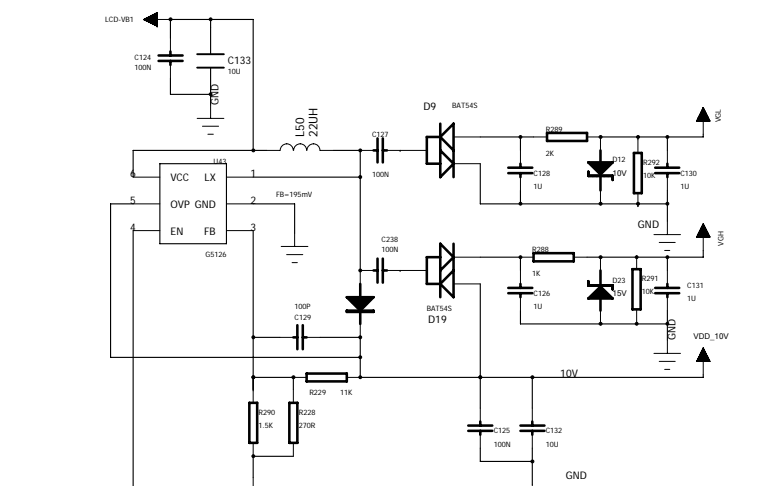 LCD-VB1
C124
100N
C133
10U
GND
L50
22UH
D9
BAT54S
C127
100N
R289
2K
VGL
D12
10V
R292
10K
C130
1U
C128
1U
U43
6
VCC
LX
1
5
OVP
GND
2
FB=195mV
4
EN
FB
3
G5126
GND
C238
100N
BAT54S
D19
R288
1K
VGH
D23
15V
R291
10K
C131
1U
C126
1U
GND
100P
C129
VDD_10V
10V
R229
11K
R290
1.5K
R228
270R
C125
100N
C132
10U
GND